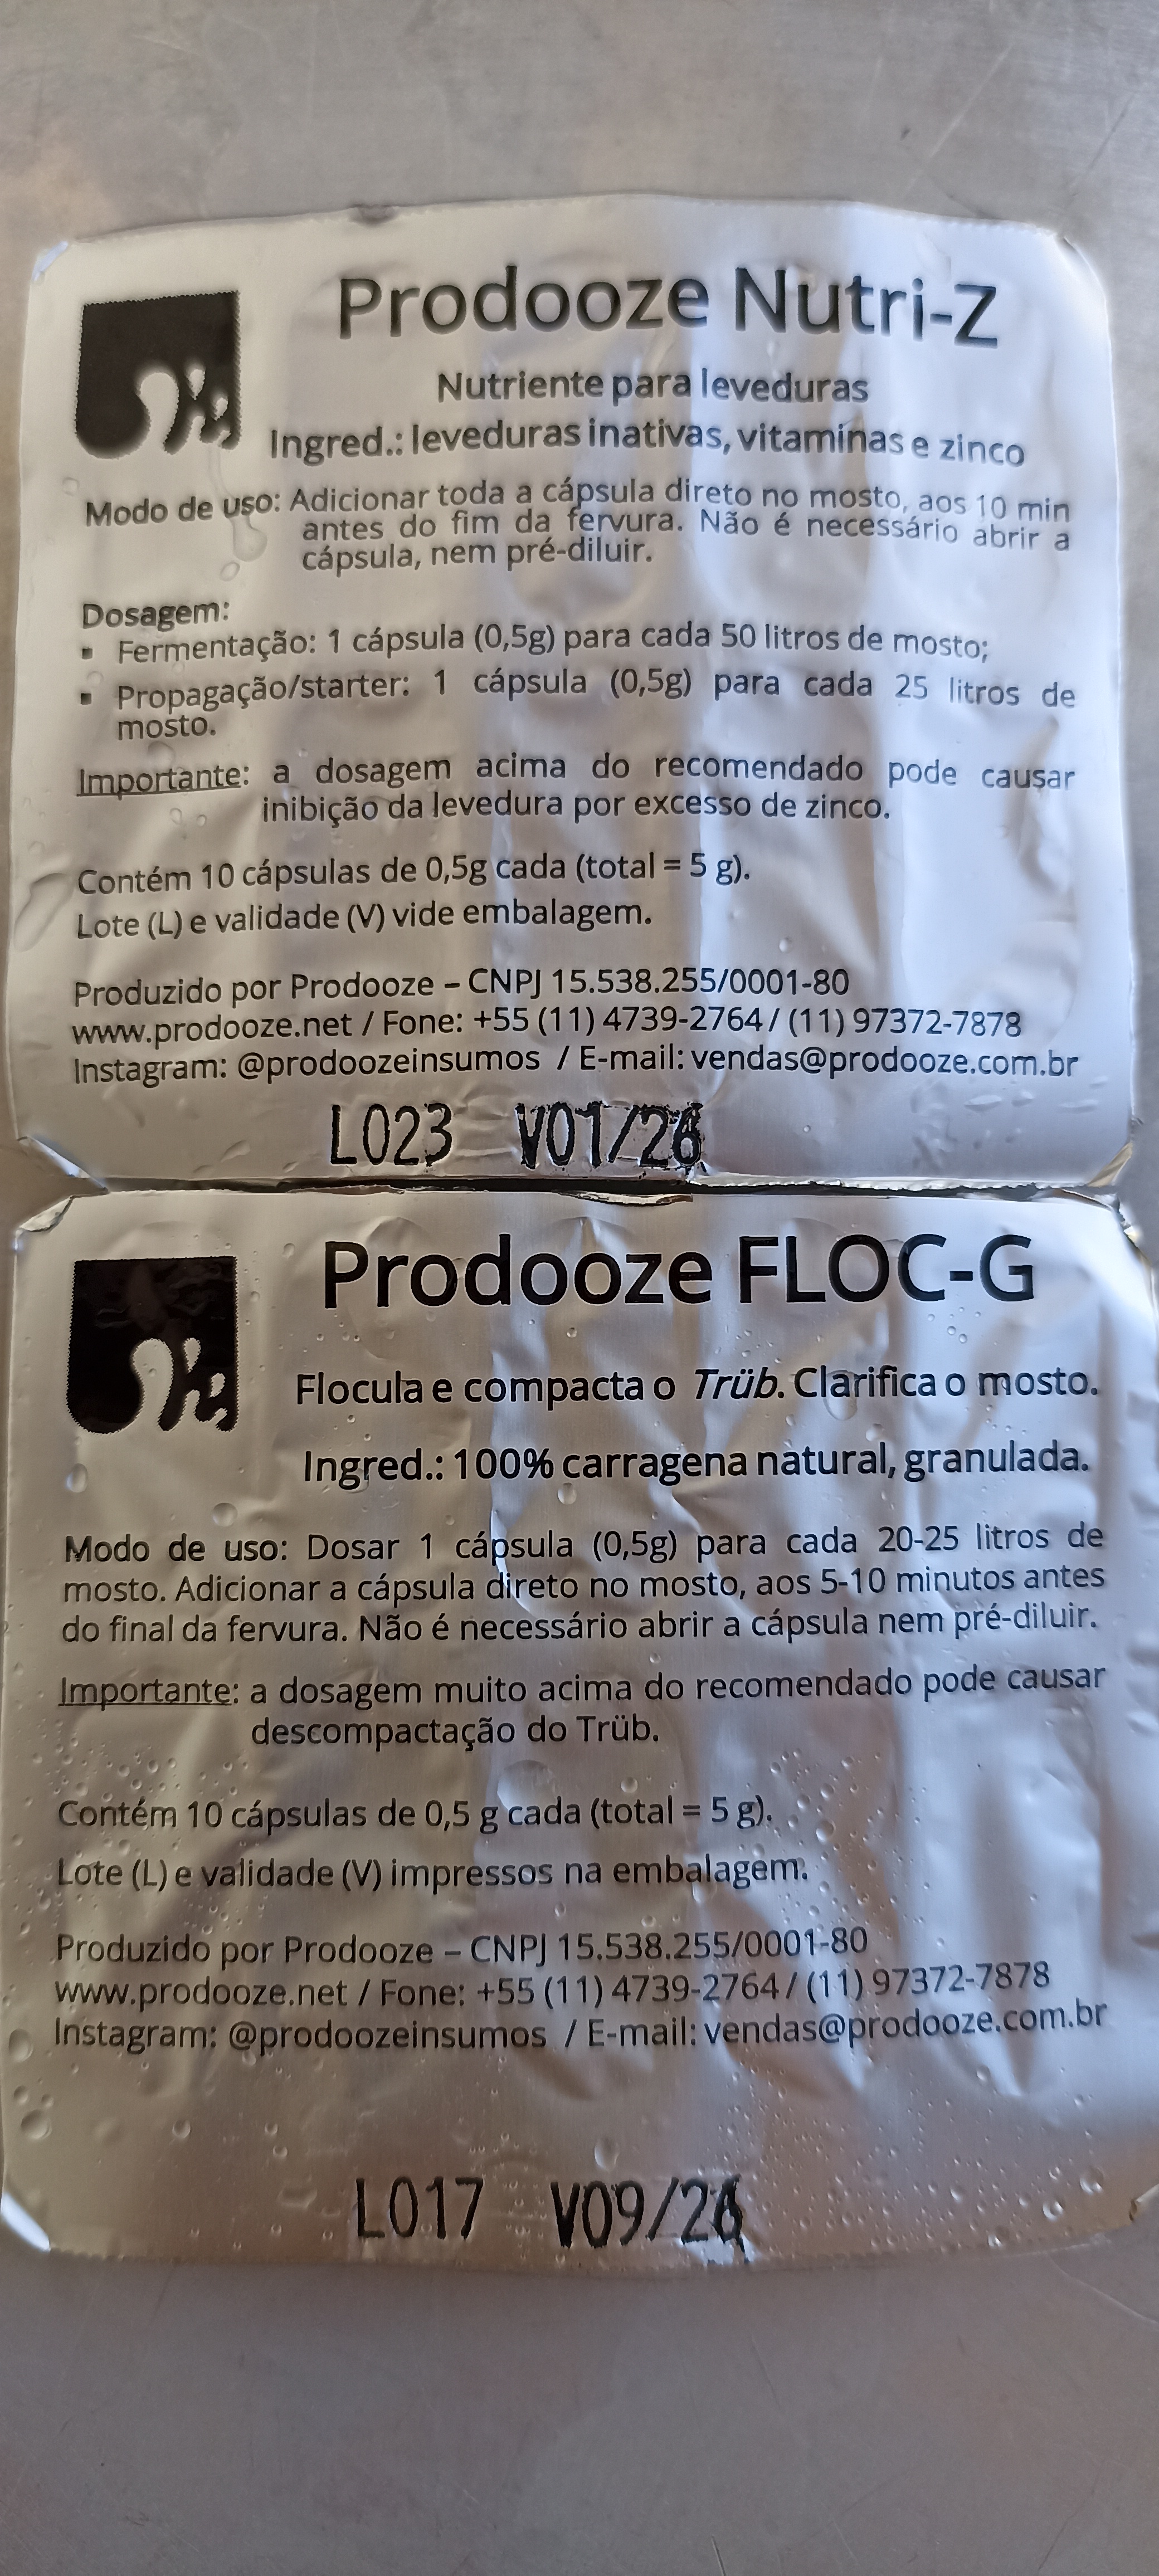 Prodooze Nutri-Z
Nutriente para leveduras
Ingred.: leveduras inativas, vitaminas e zinco
Modo de uso: Adicionar toda a cápsula direto no mosto, aos 10 min
antes do fim da fervura. Não é necessário abrir a
cápsula, nem pré-diluir.
Dosagem:
▪ Fermentação: 1 cápsula (0,5g) para cada 50 litros de mosto;
▪ Propagação/starter: 1 cápsula (0,5g) para cada 25 litros de
mosto.
Importante: a dosagem acima do recomendado pode causar
inibição da levedura por excesso de zinco.
Contém 10 cápsulas de 0,5g cada (total = 5 g).
Lote (L) e validade (V) vide embalagem.
Produzido por Prodooze – CNPJ 15.538.255/0001-80
www.prodooze.net / Fone: +55 (11) 4739-2764 / (11) 97372-7878
Instagram: @prodoozeinsumos / E-mail: vendas@prodooze.com.br
L023 V01/26
Prodooze FLOC-G
Flocula e compacta o Trüb. Clarifica o mosto.
Ingred.: 100% carragena natural, granulada.
Modo de uso: Dosar 1 cápsula (0,5g) para cada 20-25 litros de
mosto. Adicionar a cápsula direto no mosto, aos 5-10 minutos antes
do final da fervura. Não é necessário abrir a cápsula nem pré-diluir.
Importante: a dosagem muito acima do recomendado pode causar
descompactação do Trüb.
Contém 10 cápsulas de 0,5 g cada (total = 5 g).
Lote (L) e validade (V) impressos na embalagem.
Produzido por Prodooze – CNPJ 15.538.255/0001-80
www.prodooze.net / Fone: +55 (11) 4739-2764 / (11) 97372-7878
Instagram: @prodoozeinsumos / E-mail: vendas@prodooze.com.br
L017 V09/26